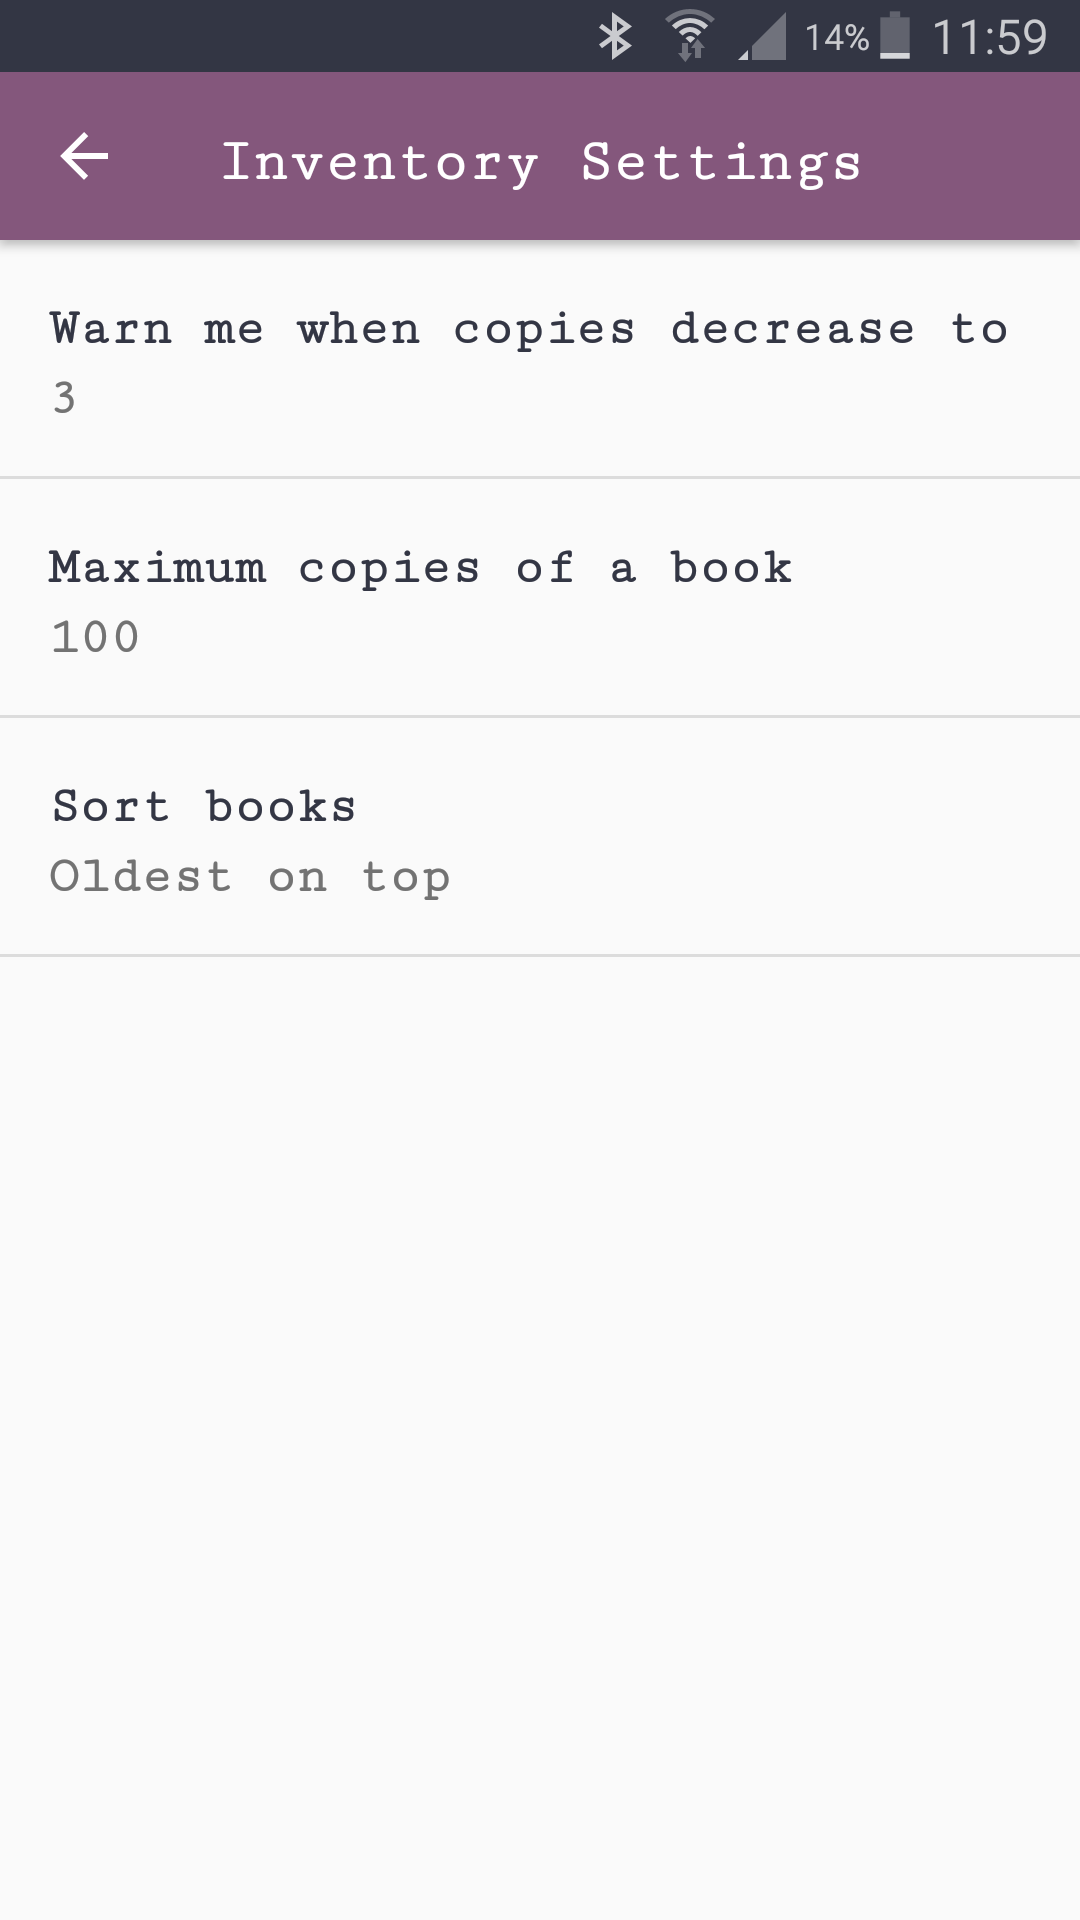 14% 11:59
Inventory Settings
Warn me when copies decrease to
3
Maximum copies of a book
100
Sort books
Oldest on top